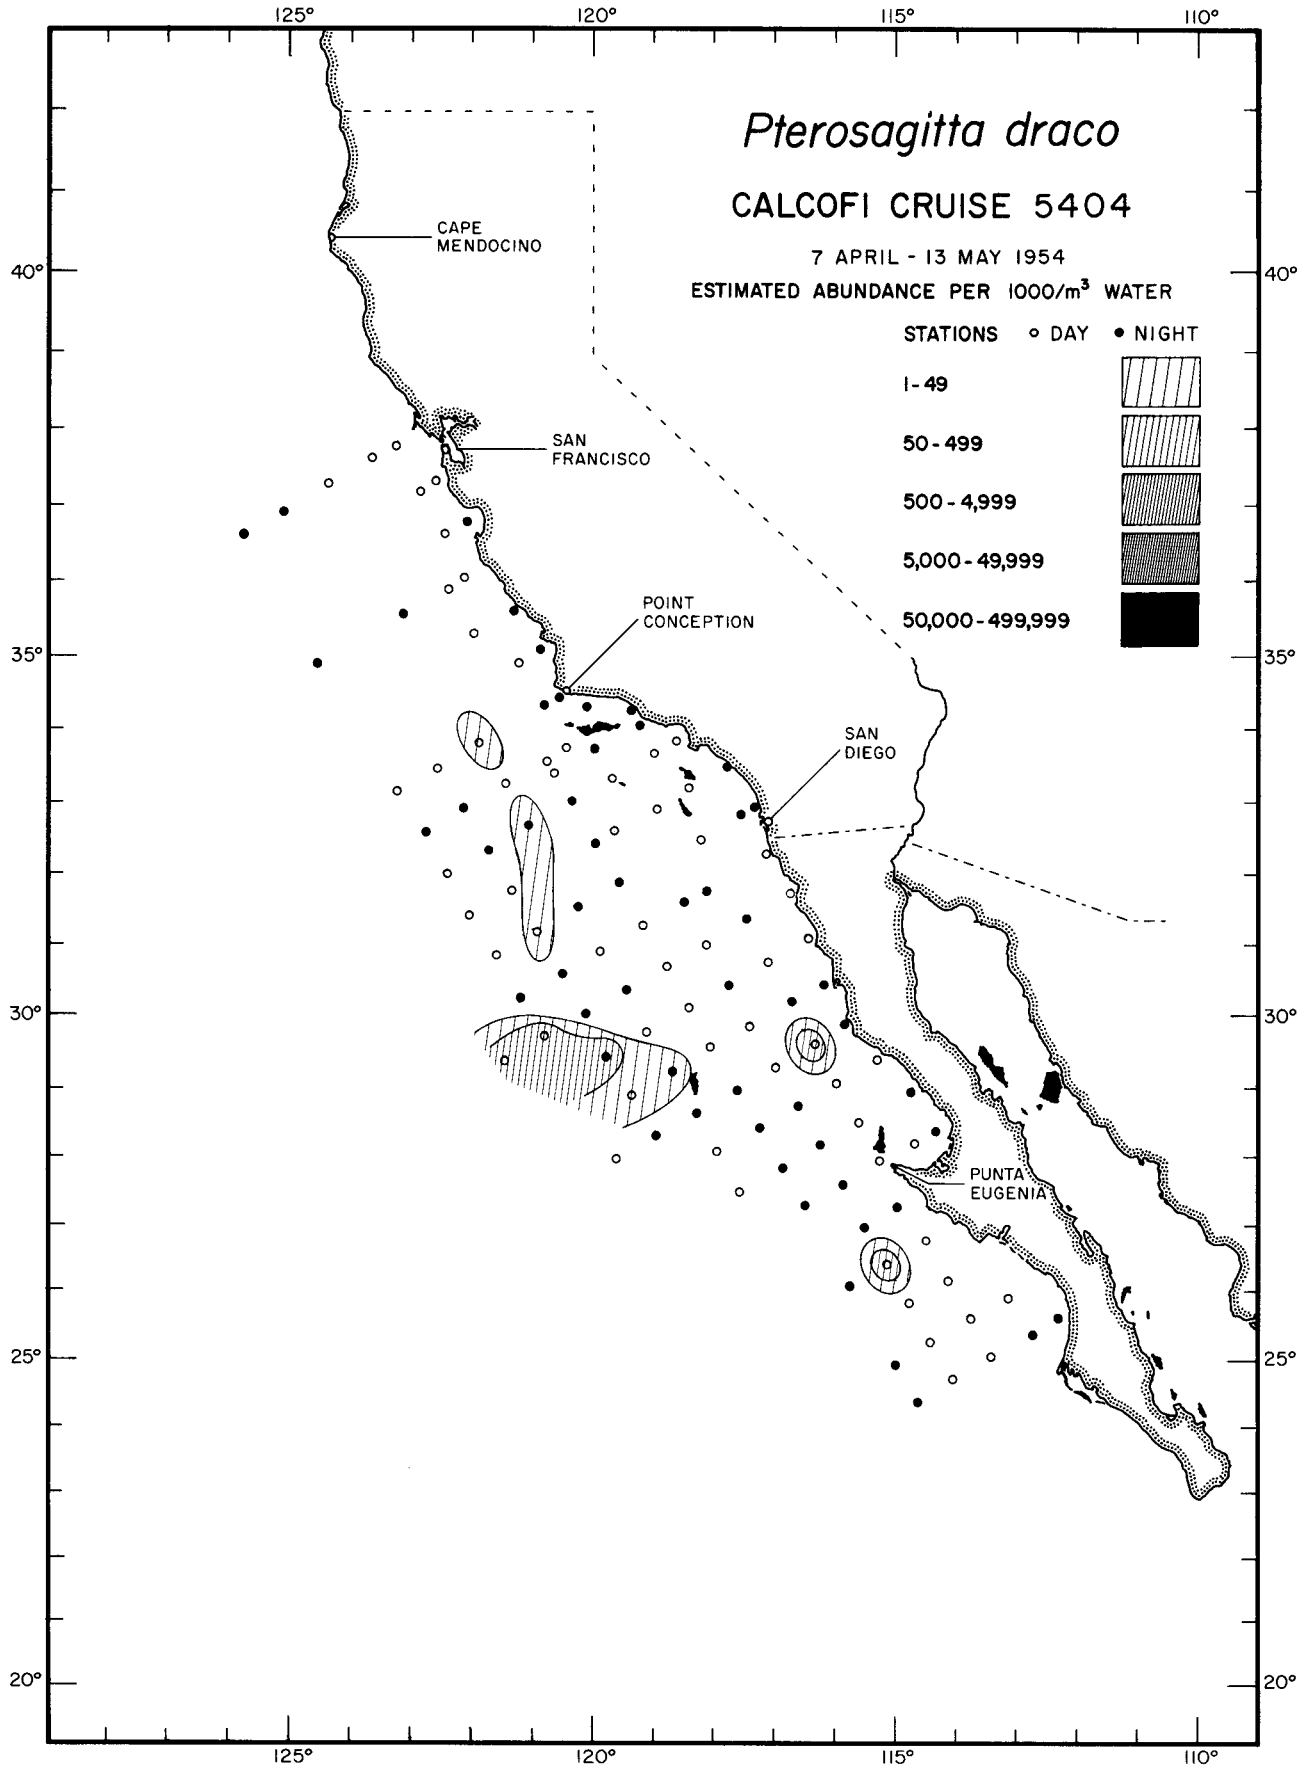 125° 120° 115° 110°
Pterosagitta draco
CALCOFI CRUISE 5404
7 APRIL - 13 MAY 1954
ESTIMATED ABUNDANCE PER 1000/m³ WATER
STATIONS ○ DAY ● NIGHT
1-49
50-499
500-4,999
5,000-49,999
50,000-499,999
CAPE
MENDOCINO
40° 40°
SAN
FRANCISCO
POINT
CONCEPTION
35° 35°
SAN
DIEGO
30° 30°
PUNTA
EUGENIA
25° 25°
20° 20°
125° 120° 115° 110°